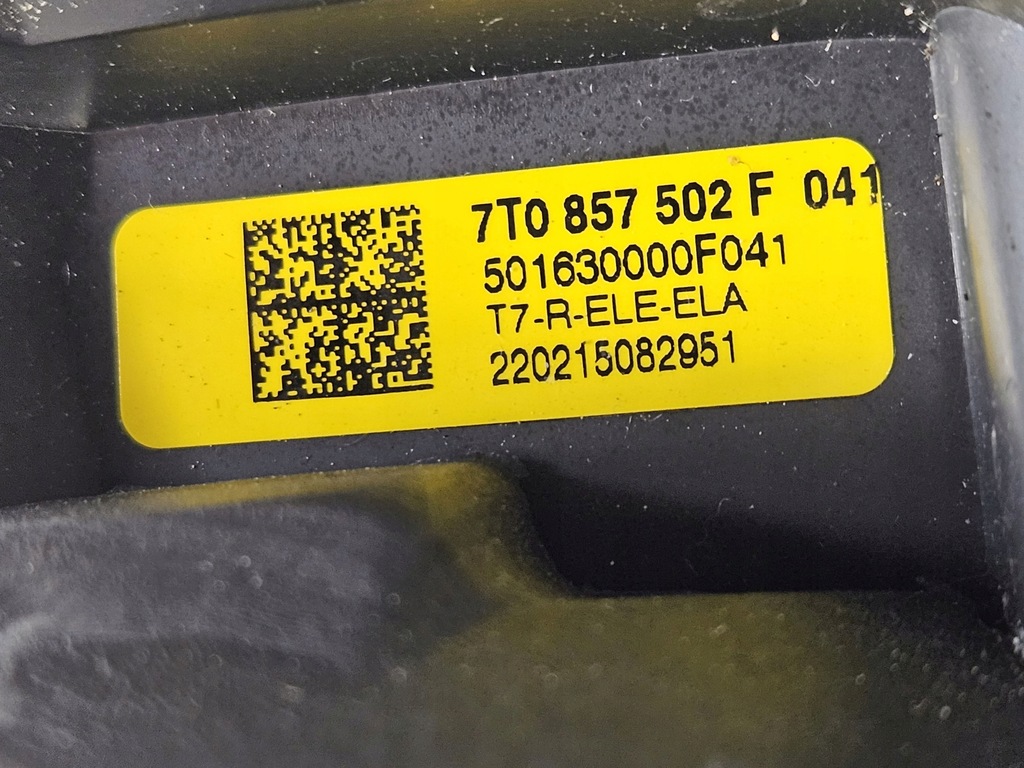 7T0 857 502 F 041
501630000F041
T7-R-ELE-ELA
220215082951